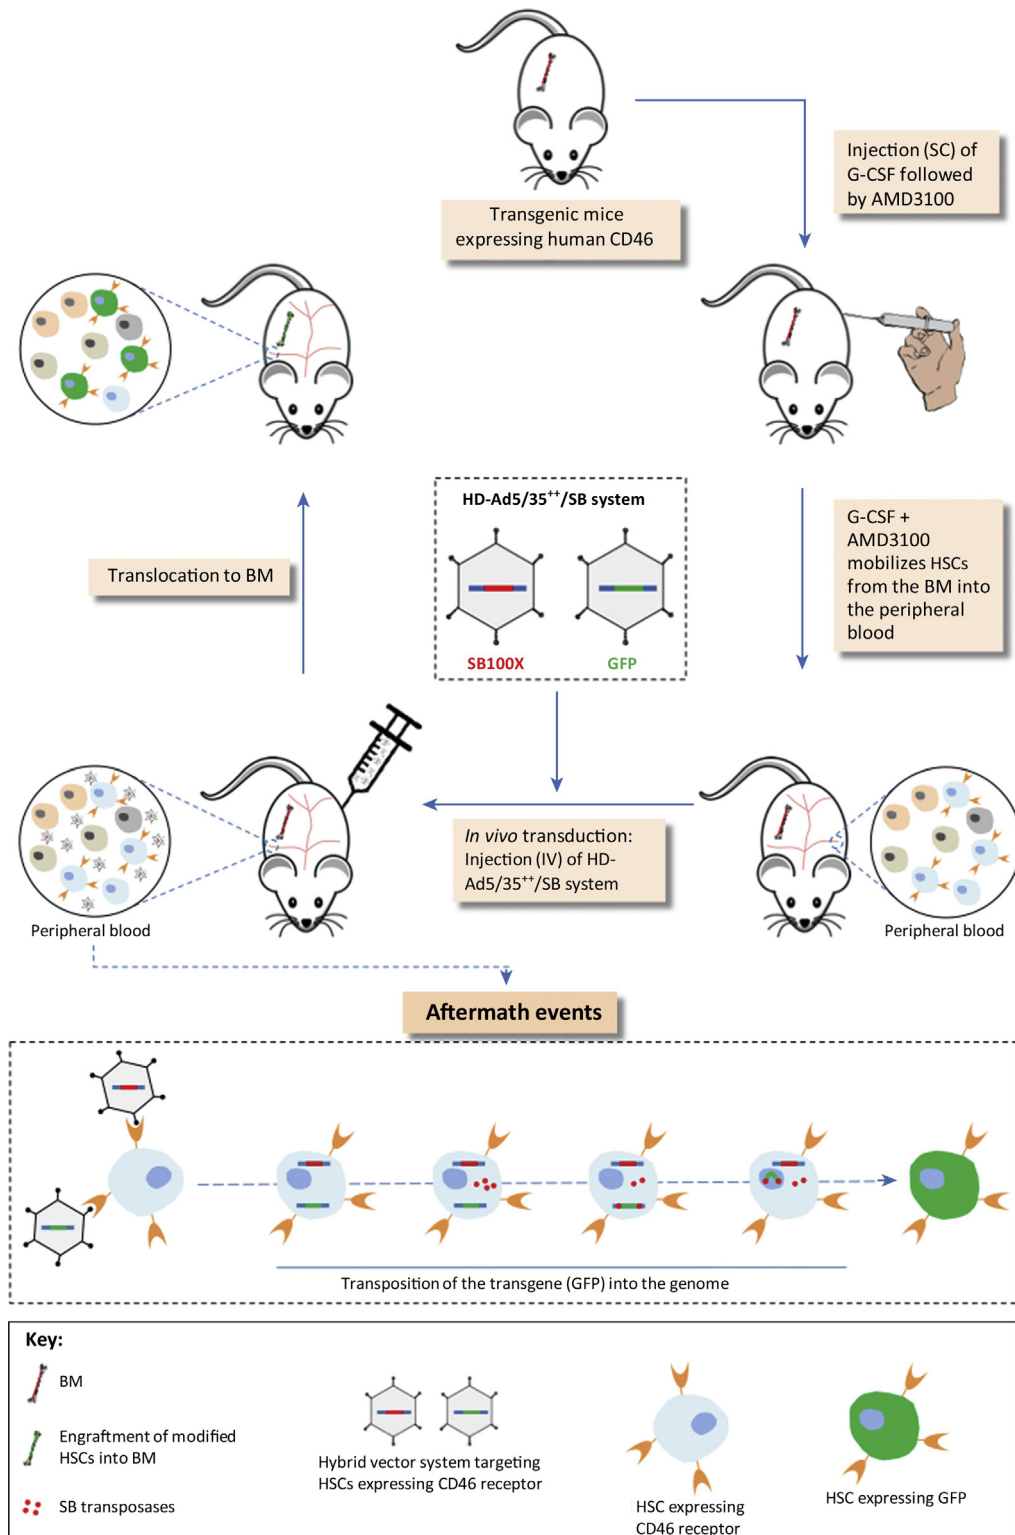 Transgenic mice
expressing human CD46
Injection (SC) of
G-CSF followed
by AMD3100
HD-Ad5/35++/SB system
SB100X
GFP
G-CSF +
AMD3100
mobilizes HSCs
from the BM into
the peripheral
blood
Translocation to BM
In vivo transduction:
Injection (IV) of HD-
Ad5/35++/SB system
Peripheral blood
Peripheral blood
Aftermath events
Transposition of the transgene (GFP) into the genome
Key:
BM
Engraftment of modified
HSCs into BM
SB transposases
Hybrid vector system targeting
HSCs expressing CD46 receptor
HSC expressing
CD46 receptor
HSC expressing GFP